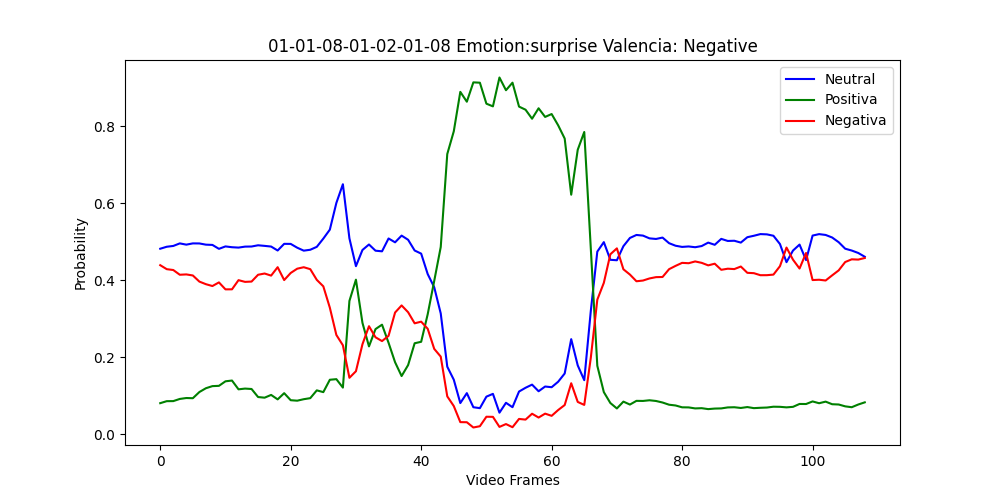 01-01-08-01-02-01-08 Emotion:surprise Valencia: Negative
Neutral
Positiva
Negativa
Probability
0.8
0.6
0.4
0.2
0.0
0 20 40 60 80 100
Video Frames